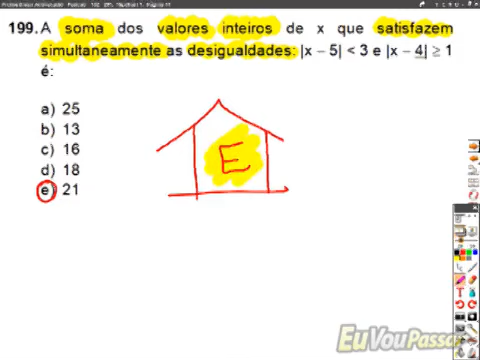 199. A soma dos valores inteiros de x que satisfazem
simultaneamente as desigualdades: |x – 5| < 3 e |x – 4| ≥ 1
é:
a) 25
b) 13
c) 16
d) 18
e) 21
E
EuVouPassar